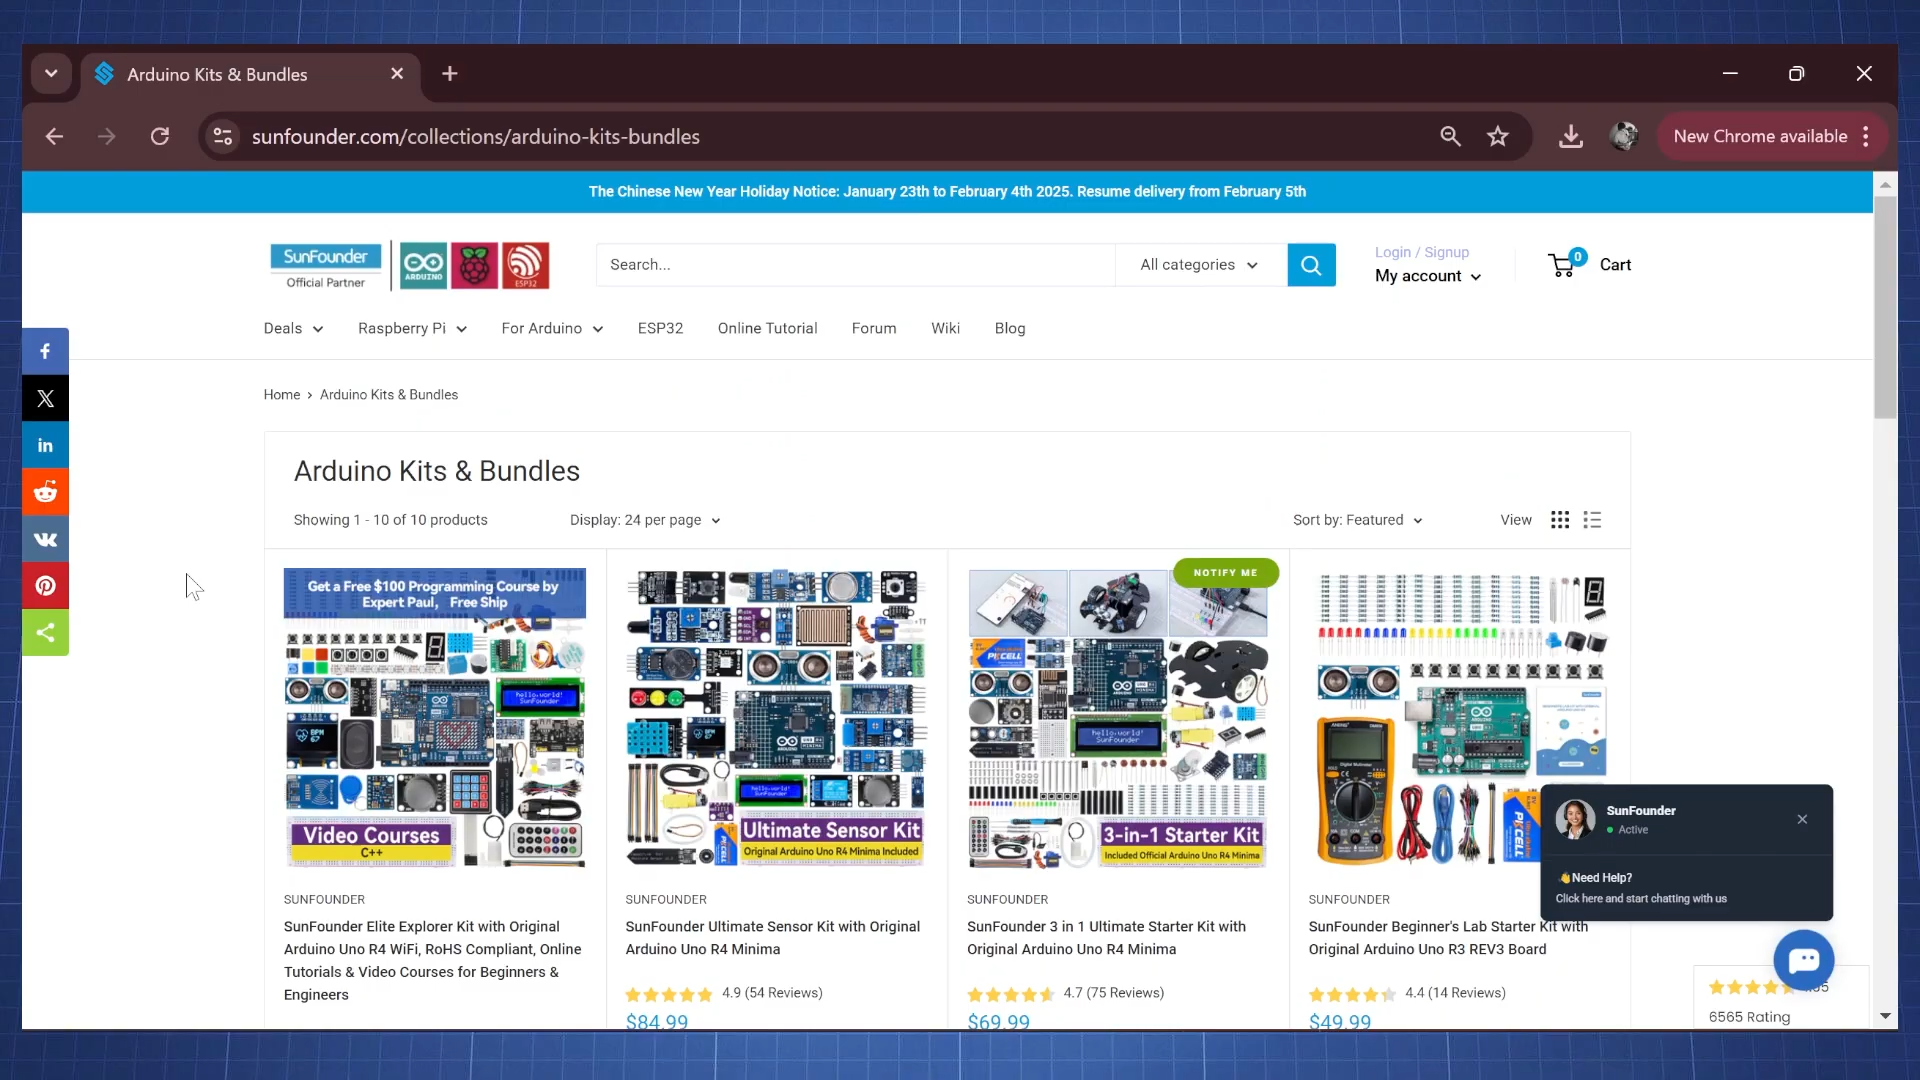 Arduino Kits & Bundles
sunfounder.com/collections/arduino-kits-bundles
New Chrome available
The Chinese New Year Holiday Notice: January 23th to February 4th 2025. Resume delivery from February 5th
SunFounder
Official Partner
ARDUINO
ESP32
Search...
All categories
Login / Signup
My account
0
Cart
Deals
Raspberry Pi
For Arduino
ESP32
Online Tutorial
Forum
Wiki
Blog
Home › Arduino Kits & Bundles
Arduino Kits & Bundles
Showing 1 - 10 of 10 products
Display: 24 per page
Sort by: Featured
View
Get a Free $100 Programming Course by
Expert Paul, Free Ship
hello,world!
SunFounder
Video Courses
C++
Ultimate Sensor Kit
Original Arduino Uno R4 Minima Included
NOTIFY ME
3-in-1 Starter Kit
Included Official Arduino Uno R4 Minima
SUNFOUNDER
SunFounder Elite Explorer Kit with Original
Arduino Uno R4 WiFi, RoHS Compliant, Online
Tutorials & Video Courses for Beginners &
Engineers
SUNFOUNDER
SunFounder Ultimate Sensor Kit with Original
Arduino Uno R4 Minima
4.9 (54 Reviews)
$84.99
SUNFOUNDER
SunFounder 3 in 1 Ultimate Starter Kit with
Original Arduino Uno R4 Minima
4.7 (75 Reviews)
$69.99
SUNFOUNDER
SunFounder Beginner's Lab Starter Kit with
Original Arduino Uno R3 REV3 Board
4.4 (14 Reviews)
$49.99
SunFounder
Active
👋Need Help?
Click here and start chatting with us
6565 Rating